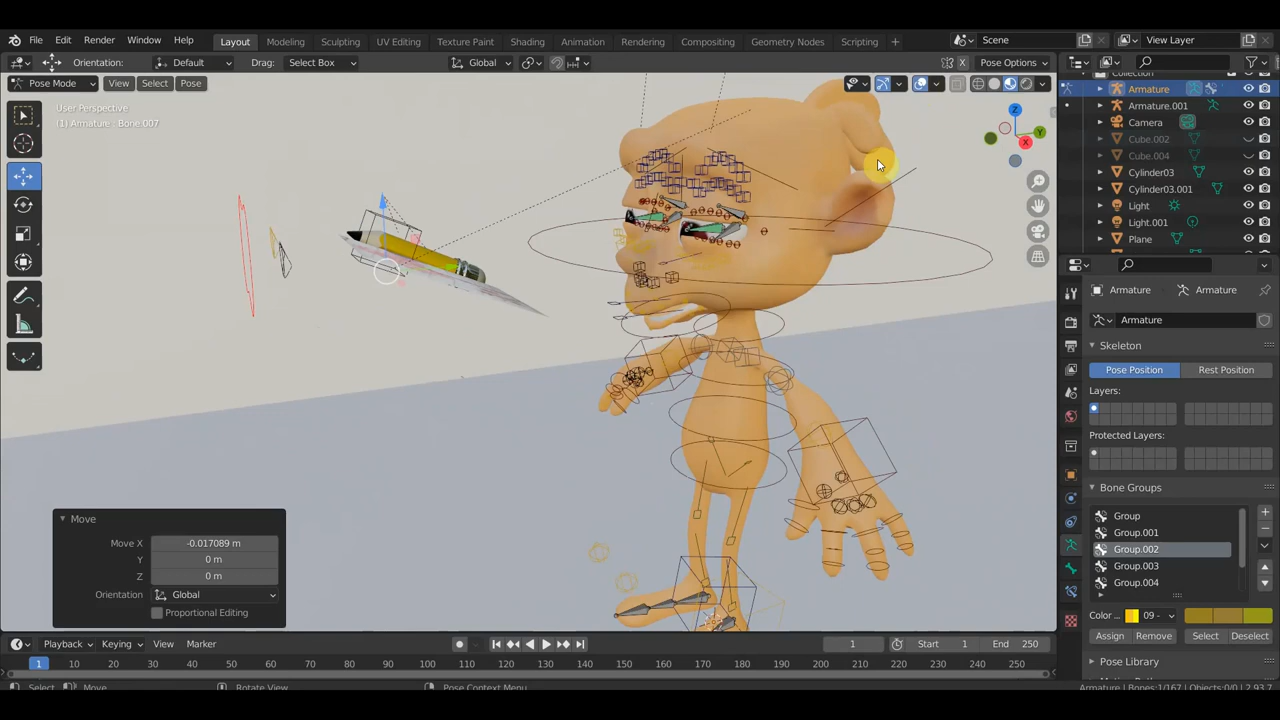 File Edit Render Window Help Layout Modeling Sculpting UV Editing Texture Paint Shading Animation Rendering Compositing Geometry Nodes Scripting + Scene View Layer
Orientation: Default Drag: Select Box Global X Pose Options
Pose Mode View Select Pose
User Perspective
(1) Armature : Bone.007
Z
Y
X
Armature
Armature.001
Camera
Cube.002
Cube.004
Cylinder03
Cylinder03.001
Light
Light.001
Plane
Armature Armature
Armature
Skeleton
Pose Position Rest Position
Layers:
Protected Layers:
Bone Groups
Group
Group.001
Group.002
Group.003
Group.004
Color ... 09 -
Assign Remove Select Deselect
Pose Library
Move
Move X -0.017089 m
Y 0 m
Z 0 m
Orientation Global
Proportional Editing
Playback Keying View Marker 1 Start 1 End 250
1 10 20 30 40 50 60 70 80 90 100 110 120 130 140 150 160 170 180 190 200 210 220 230 240 250
Select Move Rotate View Pose Context Menu